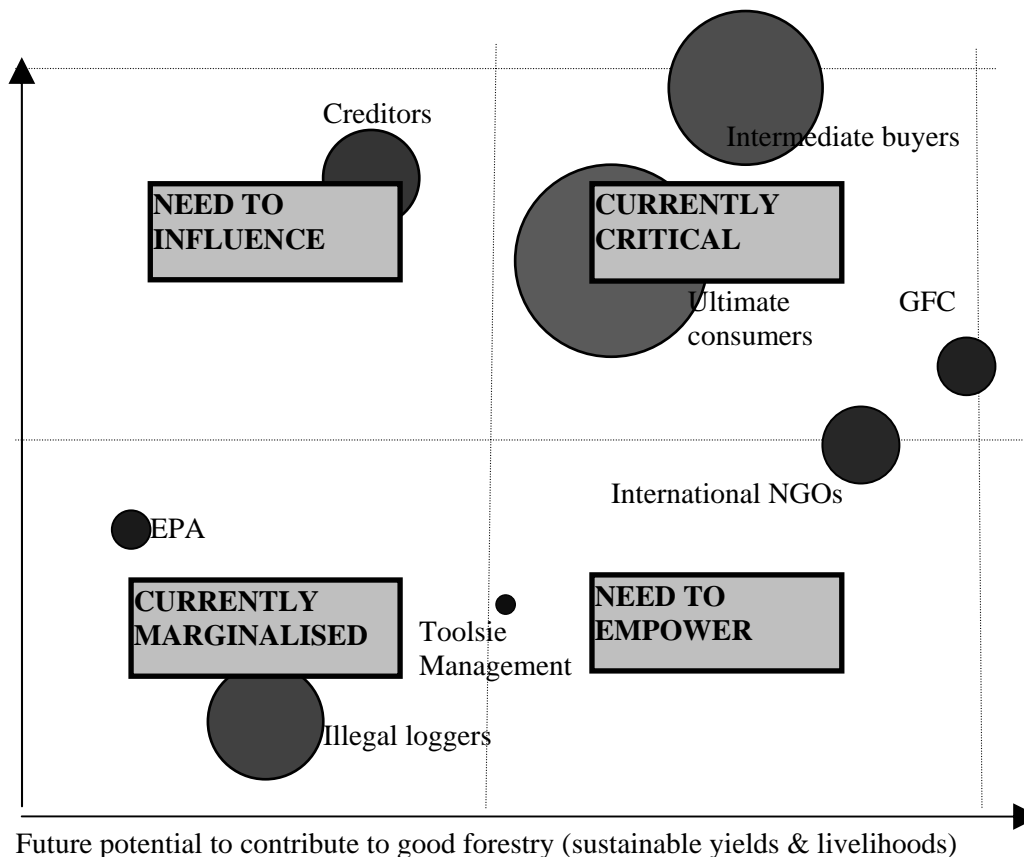 Creditors
Intermediate buyers
NEED TO
INFLUENCE
CURRENTLY
CRITICAL
Ultimate
consumers
GFC
International NGOs
EPA
CURRENTLY
MARGINALISED
Toolsie
Management
NEED TO
EMPOWER
Illegal loggers
Future potential to contribute to good forestry (sustainable yields & livelihoods)